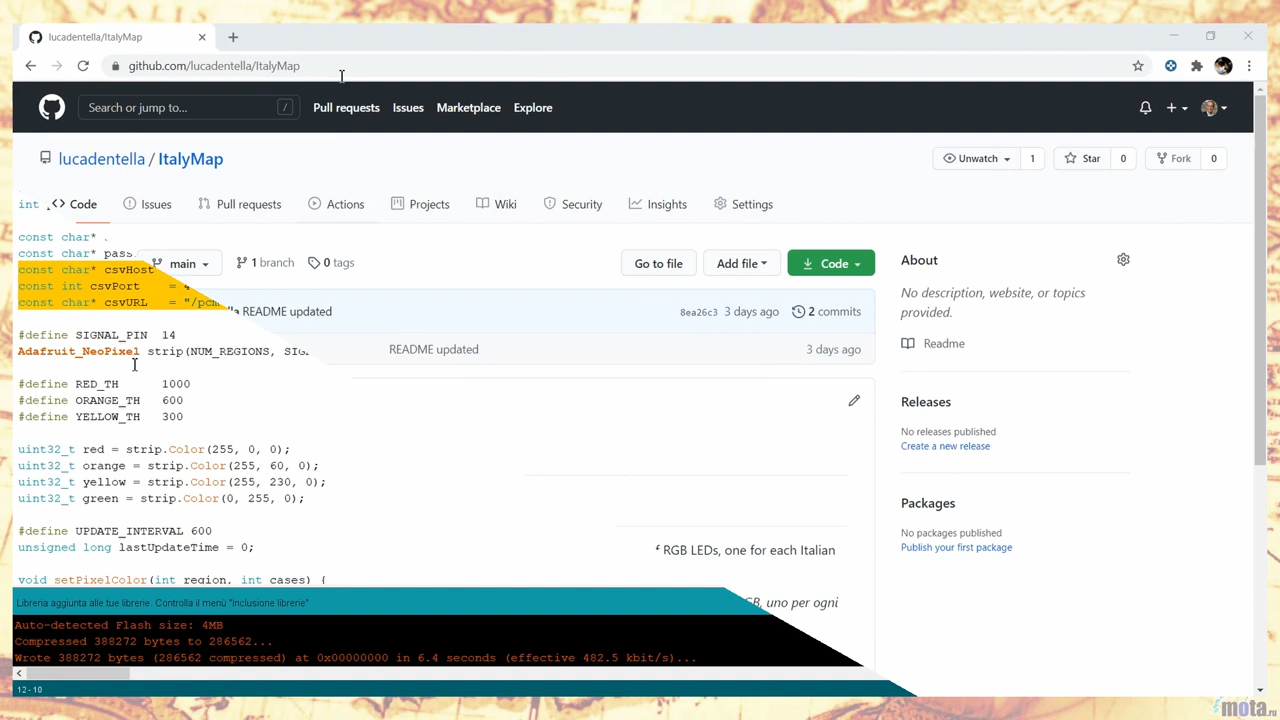 lucadentella/ItalyMap
github.com/lucadentella/ItalyMap
Search or jump to... /
Pull requests Issues Marketplace Explore
lucadentella / ItalyMap
Unwatch 1 Star 0 Fork 0
int Code Issues Pull requests Actions Projects Wiki Security Insights Settings
const char*
const char* pass
main 1 branch 0 tags Go to file Add file Code About
const char* csvHost
const int csvPort =
No description, website, or topics
provided.
const char* csvURL = "/pcm
README updated 8ea26c3 3 days ago 2 commits
#define SIGNAL_PIN 14
Readme
Adafruit_NeoPixel strip(NUM_REGIONS, SIG
README updated 3 days ago
#define RED_TH 1000
#define ORANGE_TH 600
#define YELLOW_TH 300
Releases
No releases published
Create a new release
uint32_t red = strip.Color(255, 0, 0);
uint32_t orange = strip.Color(255, 60, 0);
uint32_t yellow = strip.Color(255, 230, 0);
uint32_t green = strip.Color(0, 255, 0);
Packages
No packages published
Publish your first package
#define UPDATE_INTERVAL 600
unsigned long lastUpdateTime = 0;
RGB LEDs, one for each Italian
void setPixelColor(int region, int cases) {
uno per ogni
Libreria aggiunta alle tue librerie. Controlla il menù "Inclusione librerie"
Auto-detected Flash size: 4MB
Compressed 388272 bytes to 286562...
Wrote 388272 bytes (286562 compressed) at 0x00000000 in 6.4 seconds (effective 482.5 kbit/s)...
12 - 10
mota.ru